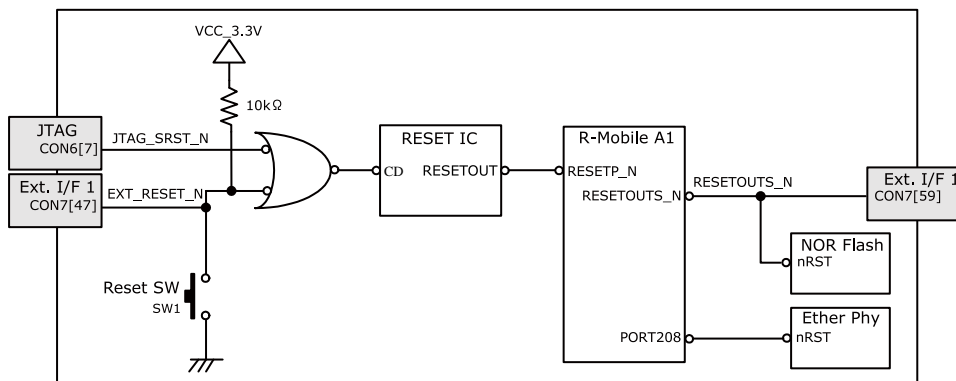 VCC_3.3V
10kΩ
JTAG
CON6[7]
JTAG_SRST_N
Ext. I/F 1
CON7[47]
EXT_RESET_N
Reset SW
SW1
RESET IC
CD
RESETOUT
R-Mobile A1
RESETP_N
RESETOUTS_N
PORT208
RESETOUTS_N
Ext. I/F 1
CON7[59]
NOR Flash
nRST
Ether Phy
nRST